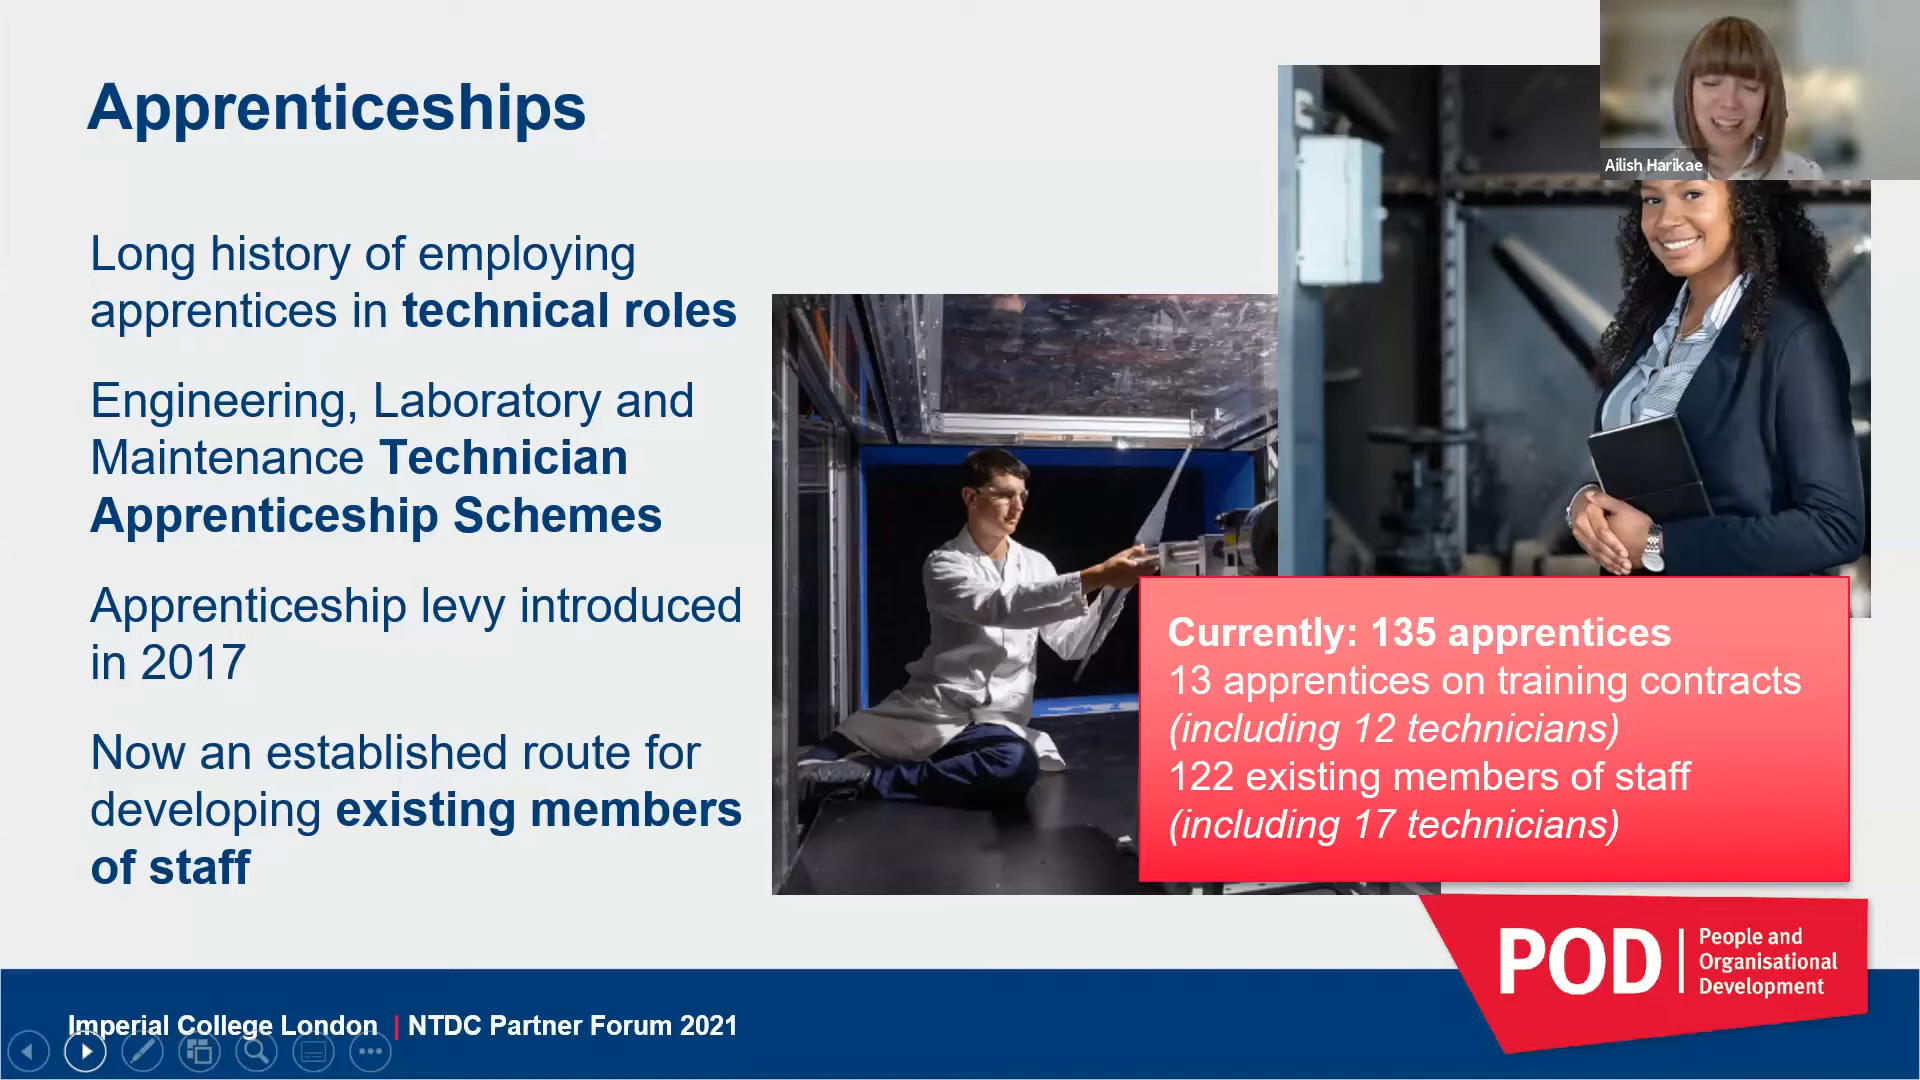 Apprenticeships
Ailish Harikae
Long history of employing
apprentices in technical roles
Engineering, Laboratory and
Maintenance Technician
Apprenticeship Schemes
Apprenticeship levy introduced
in 2017
Now an established route for
developing existing members
of staff
Currently: 135 apprentices
13 apprentices on training contracts
(including 12 technicians)
122 existing members of staff
(including 17 technicians)
POD
People and
Organisational
Development
Imperial College London | NTDC Partner Forum 2021